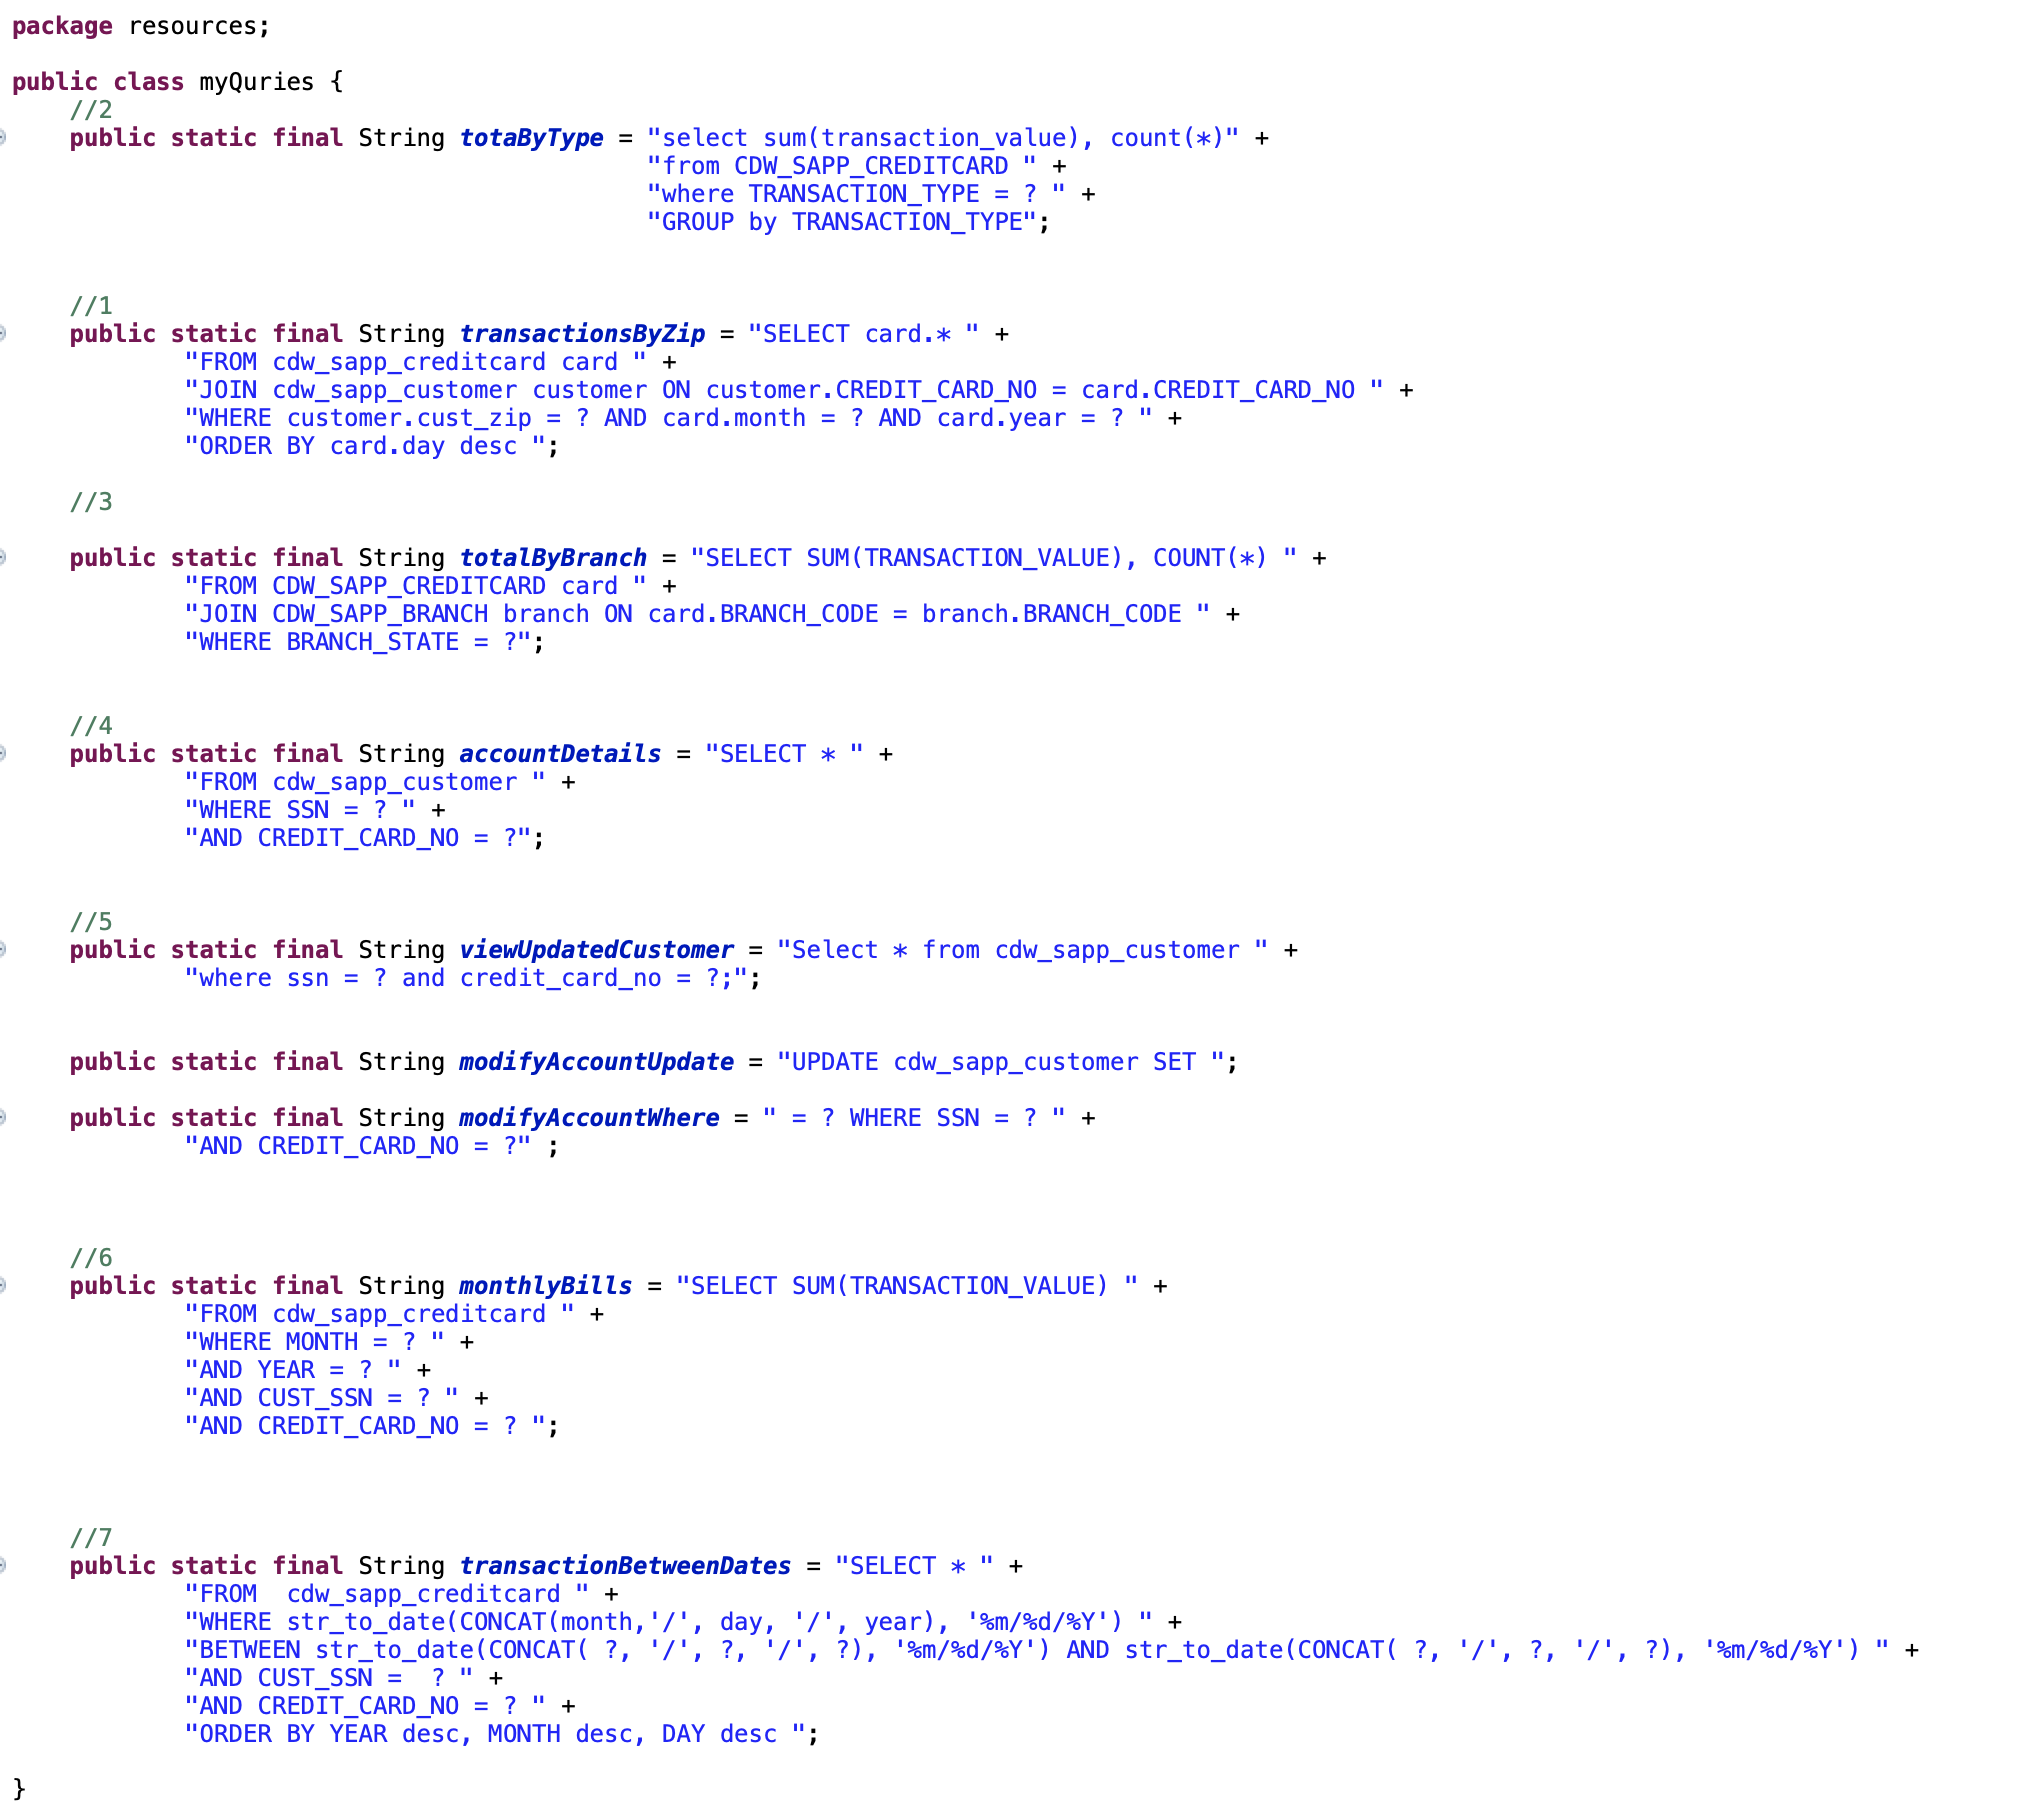 package resources;
public class myQuries {
//2
public static final String totaByType = "select sum(transaction_value), count(*)" +
"from CDW_SAPP_CREDITCARD " +
"where TRANSACTION_TYPE = ? " +
"GROUP by TRANSACTION_TYPE";
//1
public static final String transactionsByZip = "SELECT card.* " +
"FROM cdw_sapp_creditcard card " +
"JOIN cdw_sapp_customer customer ON customer.CREDIT_CARD_NO = card.CREDIT_CARD_NO " +
"WHERE customer.cust_zip = ? AND card.month = ? AND card.year = ? " +
"ORDER BY card.day desc ";
//3
public static final String totalByBranch = "SELECT SUM(TRANSACTION_VALUE), COUNT(*) " +
"FROM CDW_SAPP_CREDITCARD card " +
"JOIN CDW_SAPP_BRANCH branch ON card.BRANCH_CODE = branch.BRANCH_CODE " +
"WHERE BRANCH_STATE = ?";
//4
public static final String accountDetails = "SELECT * " +
"FROM cdw_sapp_customer " +
"WHERE SSN = ? " +
"AND CREDIT_CARD_NO = ?";
//5
public static final String viewUpdatedCustomer = "Select * from cdw_sapp_customer " +
"where ssn = ? and credit_card_no = ?;";
public static final String modifyAccountUpdate = "UPDATE cdw_sapp_customer SET ";
public static final String modifyAccountWhere = " = ? WHERE SSN = ? " +
"AND CREDIT_CARD_NO = ?" ;
//6
public static final String monthlyBills = "SELECT SUM(TRANSACTION_VALUE) " +
"FROM cdw_sapp_creditcard " +
"WHERE MONTH = ? " +
"AND YEAR = ? " +
"AND CUST_SSN = ? " +
"AND CREDIT_CARD_NO = ? ";
//7
public static final String transactionBetweenDates = "SELECT * " +
"FROM  cdw_sapp_creditcard " +
"WHERE str_to_date(CONCAT(month,'/', day, '/', year), '%m/%d/%Y') " +
"BETWEEN str_to_date(CONCAT( ?, '/', ?, '/', ?), '%m/%d/%Y') AND str_to_date(CONCAT( ?, '/', ?, '/', ?), '%m/%d/%Y') " +
"AND CUST_SSN =  ? " +
"AND CREDIT_CARD_NO = ? " +
"ORDER BY YEAR desc, MONTH desc, DAY desc ";
}